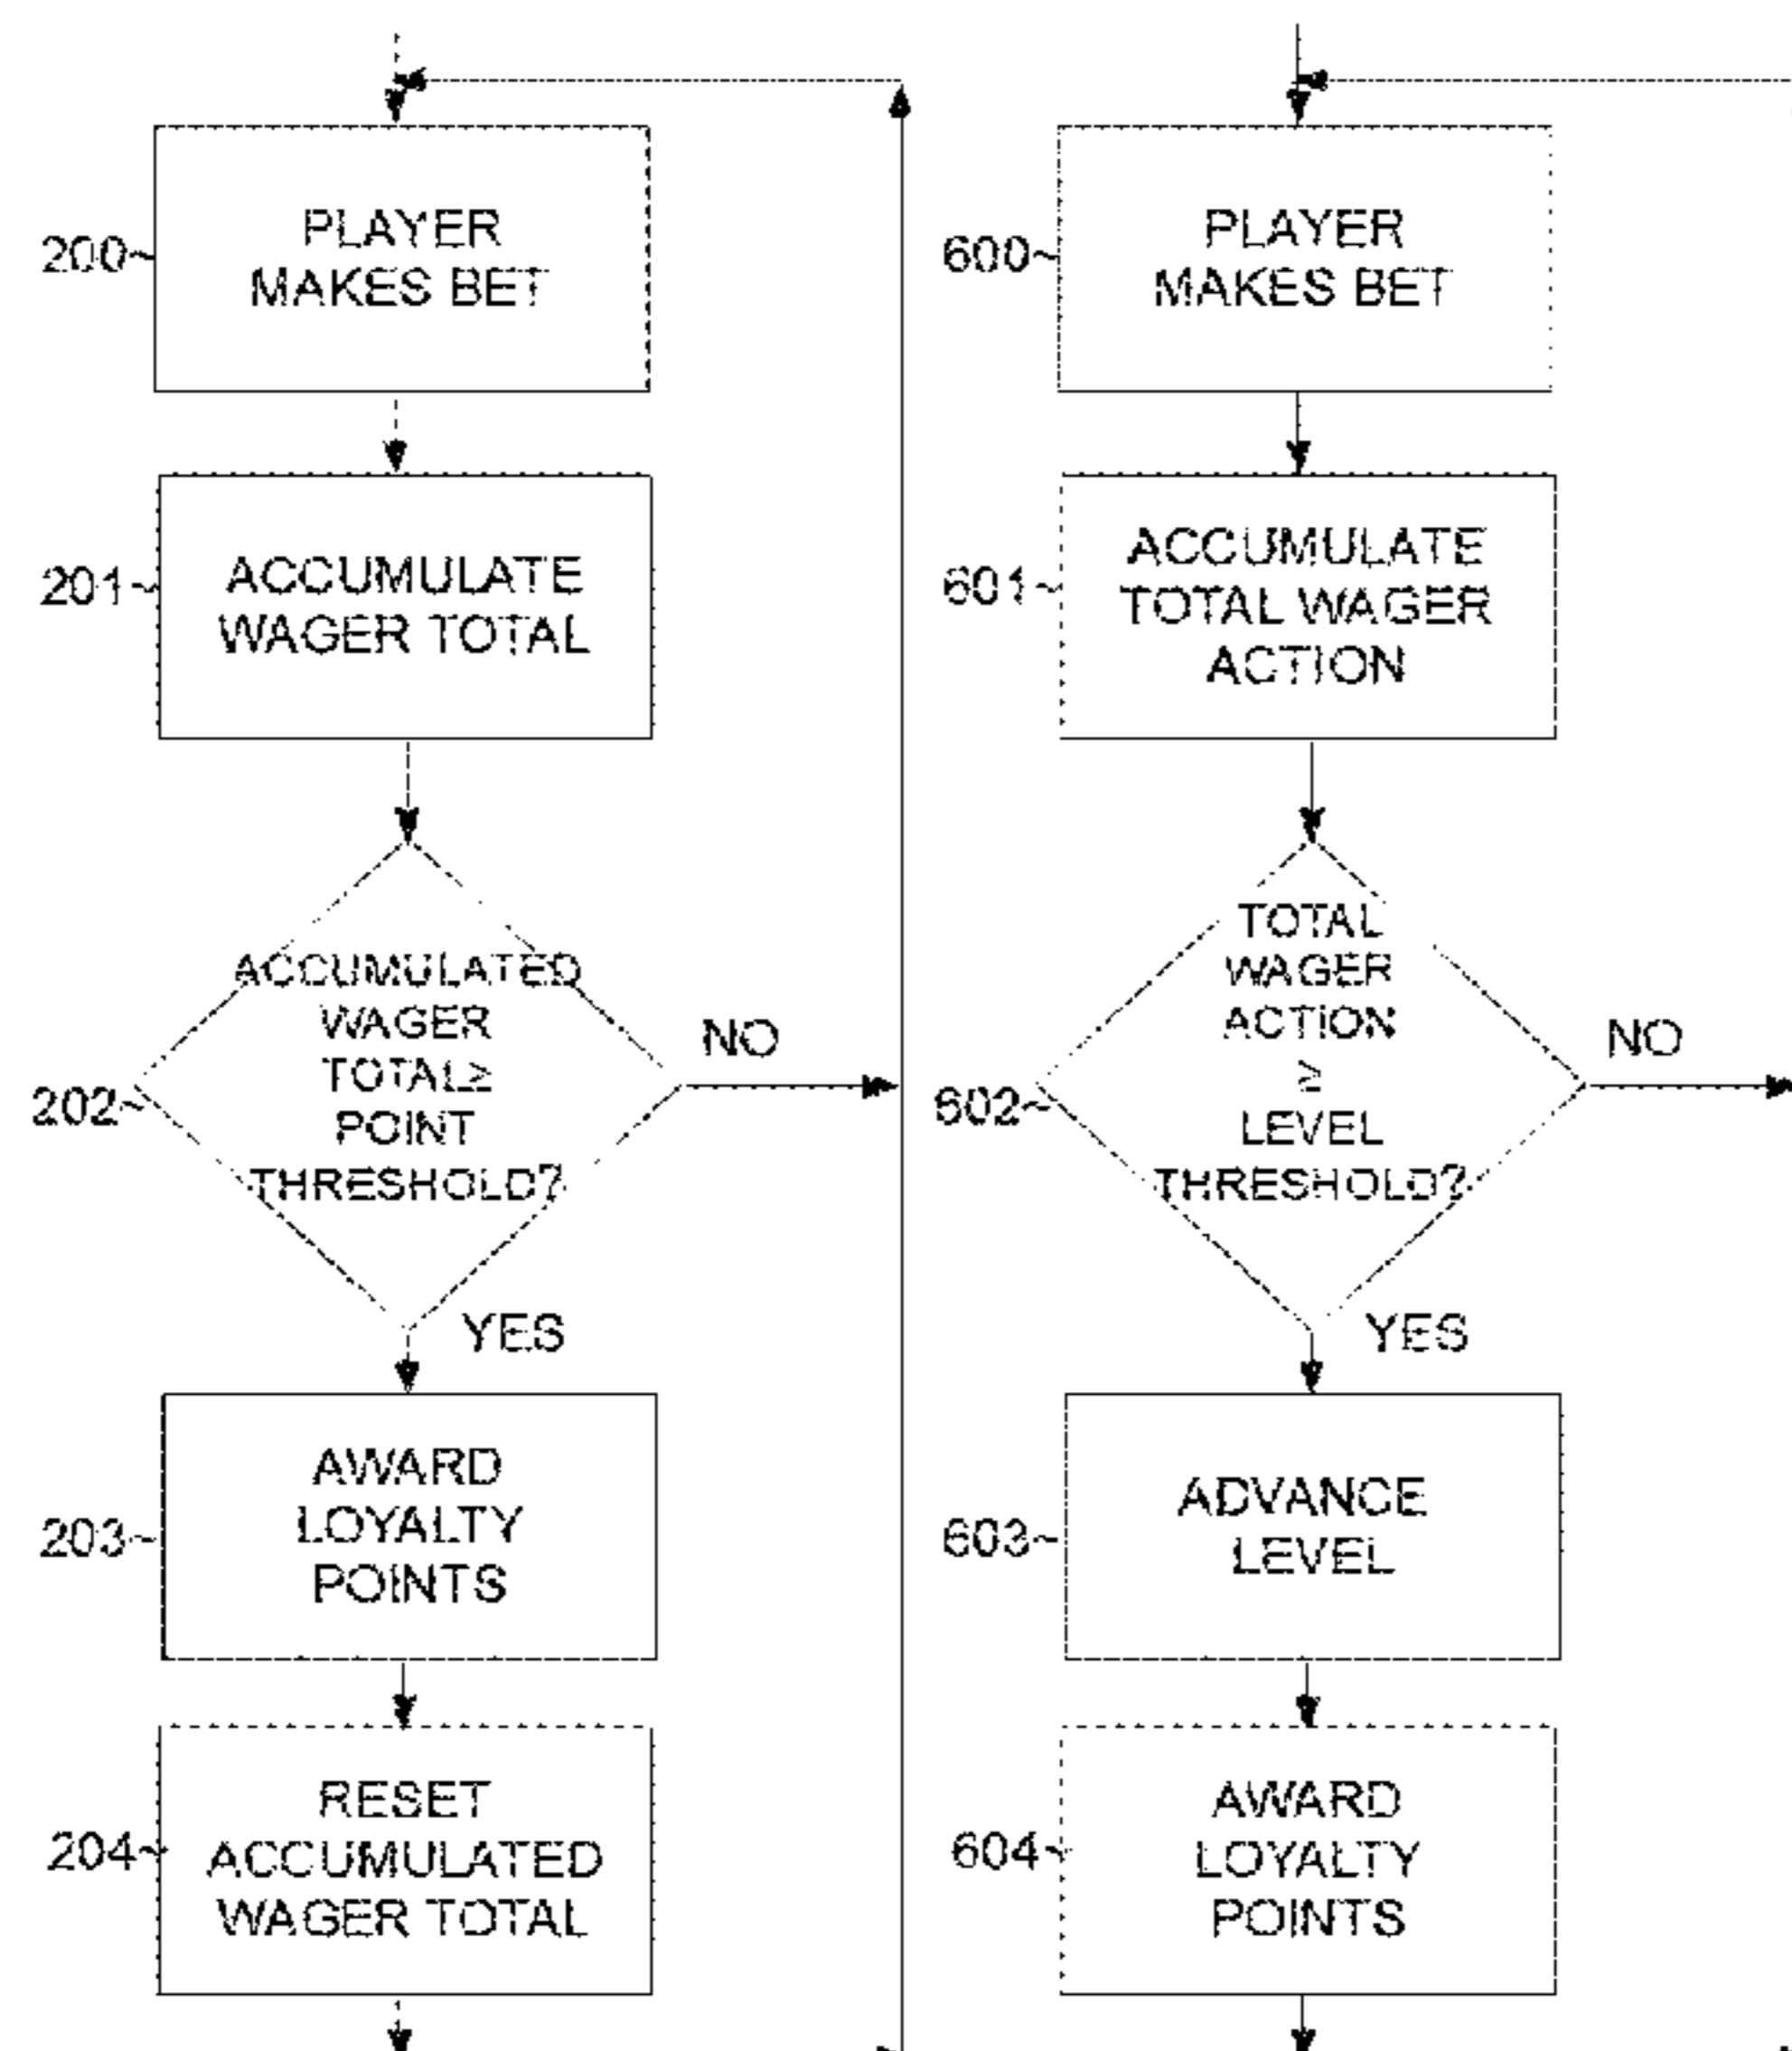 200~
PLAYER
MAKES BET
201~
ACCUMULATE
WAGER TOTAL
202~
ACCUMULATED
WAGER
TOTAL≥
POINT
THRESHOLD?
NO
YES
203~
AWARD
LOYALTY
POINTS
204~
RESET
ACCUMULATED
WAGER TOTAL
600~
PLAYER
MAKES BET
601~
ACCUMULATE
TOTAL WAGER
ACTION
602~
TOTAL
WAGER
ACTION
≥
LEVEL
THRESHOLD?
NO
YES
603~
ADVANCE
LEVEL
604~
AWARD
LOYALTY
POINTS